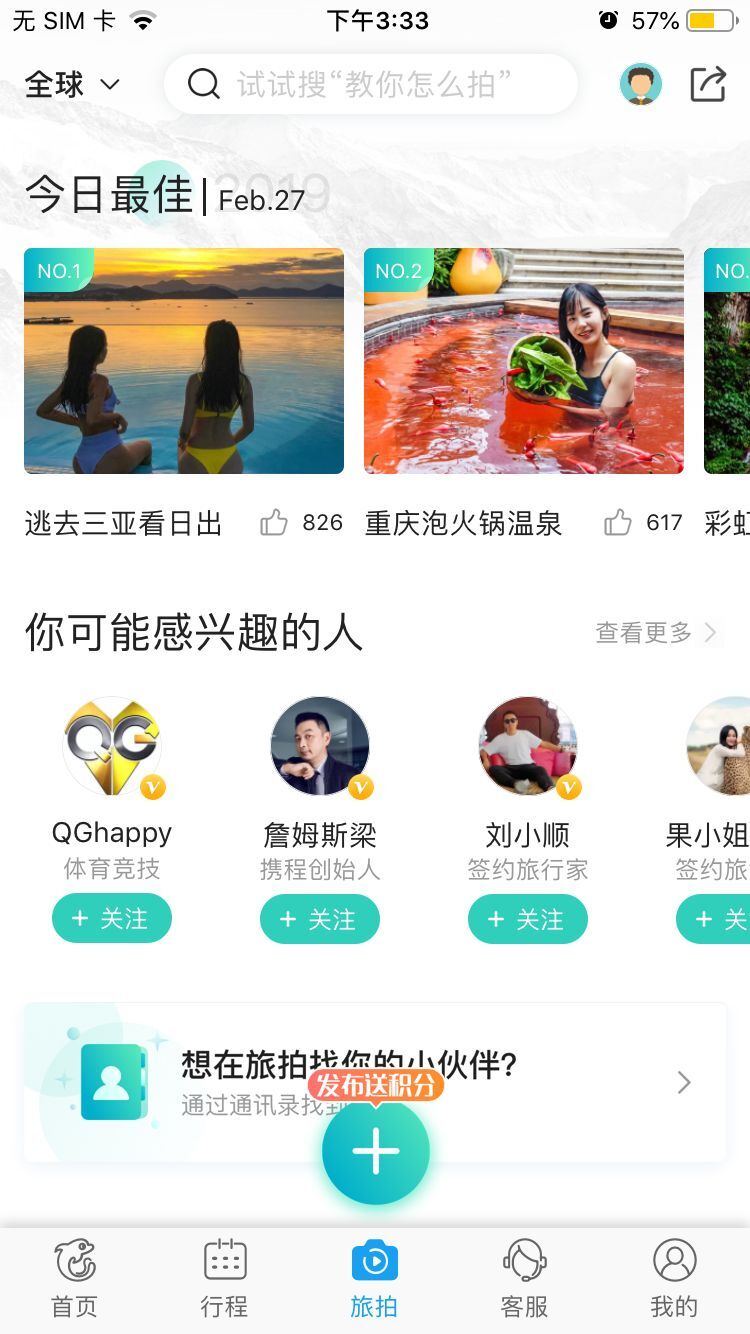 无 SIM 卡
下午3:33
57%
全球
试试搜“教你怎么拍”
今日最佳
2019
Feb.27
NO.1
NO.2
NO.
逃去三亚看日出
826
重庆泡火锅温泉
617
彩虹
你可能感兴趣的人
查看更多
QG
QGhappy
詹姆斯梁
刘小顺
果小姐
体育竞技
携程创始人
签约旅行家
签约旅
+ 关注
+ 关注
+ 关注
+ 关
想在旅拍找你的小伙伴?
发布送积分
通过通讯录找到
首页
行程
旅拍
客服
我的